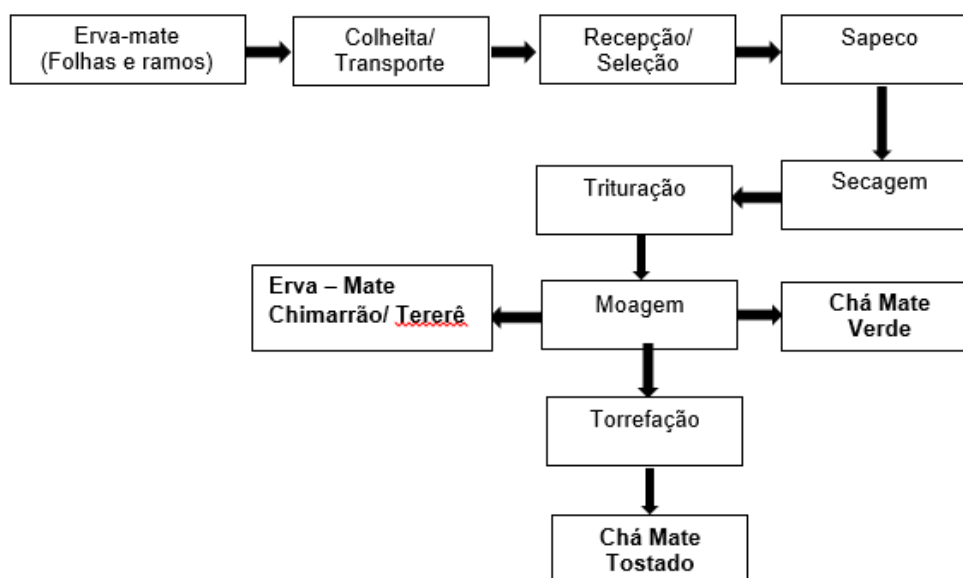 Erva-mate
(Folhas e ramos)
Colheita/
Transporte
Recepção/
Seleção
Sapeco
Secagem
Trituração
Moagem
Erva – Mate
Chimarrão/ Tererê
Chá Mate
Verde
Torrefação
Chá Mate
Tostado